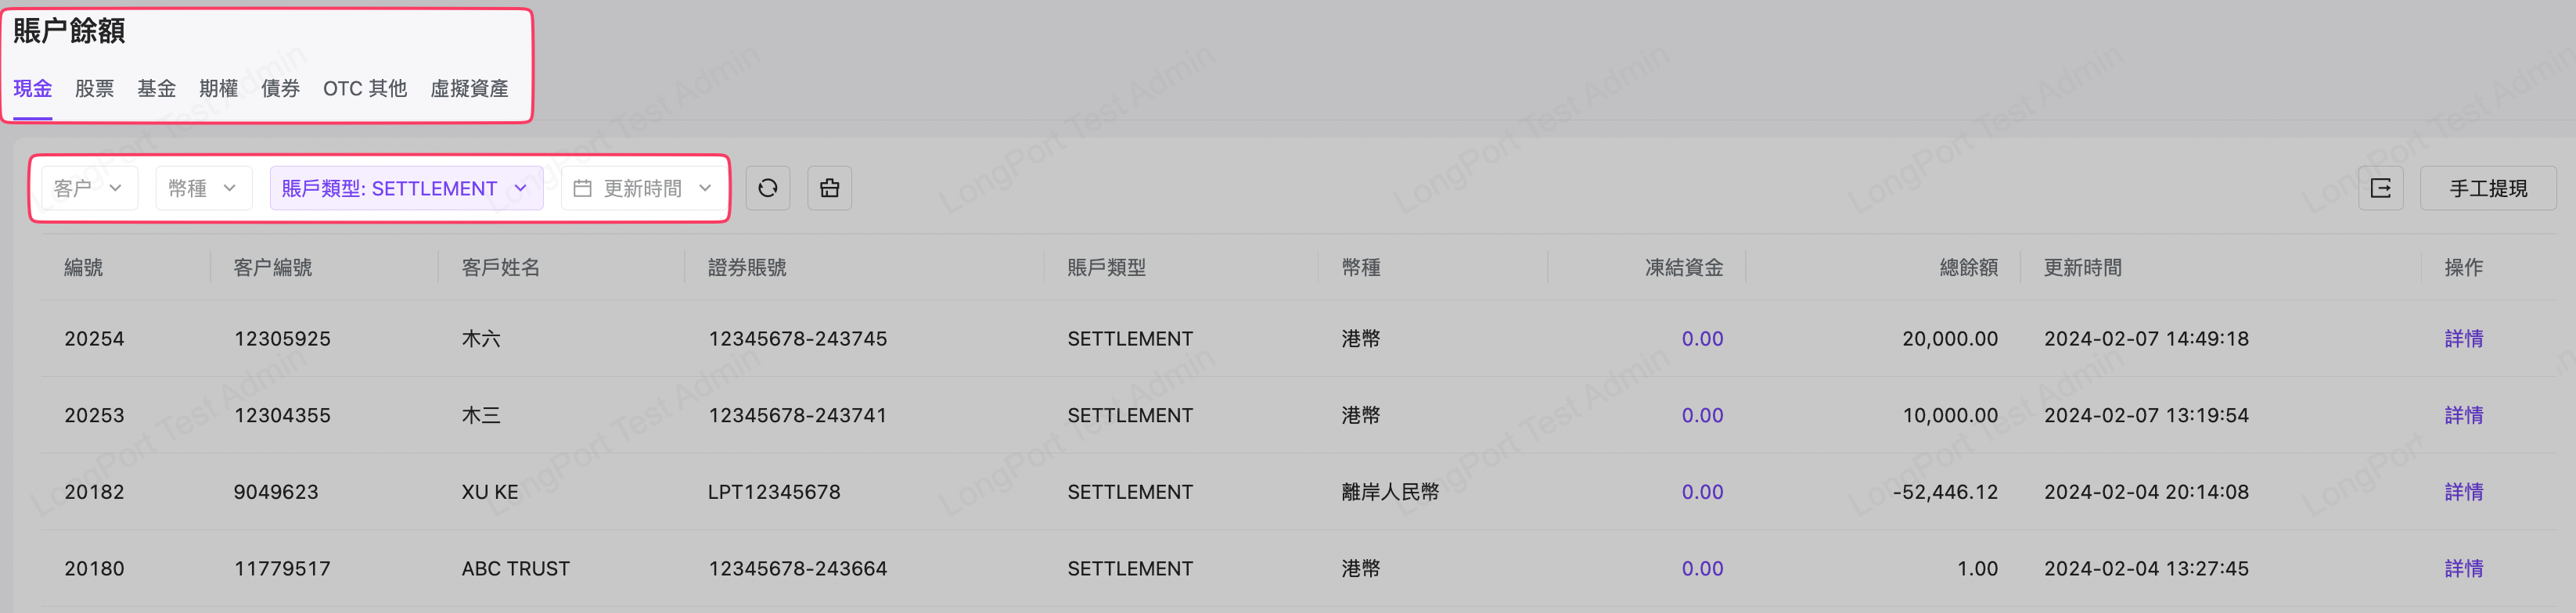 賬户餘額
現金 股票 基金 期權 債券 OTC 其他 虛擬資產
客户 幣種 賬戶類型: SETTLEMENT 更新時間 手工提現
編號 客户編號 客戶姓名 證券賬號 賬戶類型 幣種 凍結資金 總餘額 更新時間 操作
20254 12305925 木六 12345678-243745 SETTLEMENT 港幣 0.00 20,000.00 2024-02-07 14:49:18 詳情
20253 12304355 木三 12345678-243741 SETTLEMENT 港幣 0.00 10,000.00 2024-02-07 13:19:54 詳情
20182 9049623 XU KE LPT12345678 SETTLEMENT 離岸人民幣 0.00 -52,446.12 2024-02-04 20:14:08 詳情
20180 11779517 ABC TRUST 12345678-243664 SETTLEMENT 港幣 0.00 1.00 2024-02-04 13:27:45 詳情
LongPort Test Admin